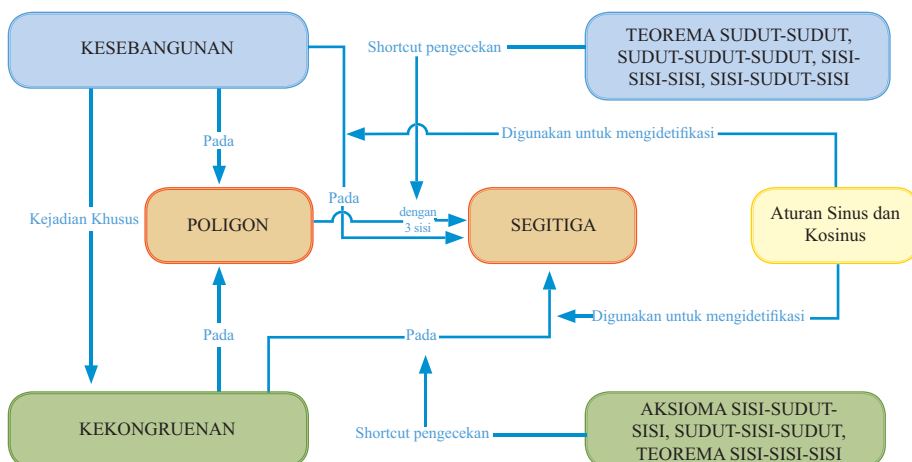 KESEBANGUNAN
Shortcut pengecekan
TEOREMA SUDUT-SUDUT,
SUDUT-SUDUT-SUDUT, SISI-
SISI-SISI, SISI-SUDUT-SISI
Digunakan untuk mengidetifikasi
Pada
Pada
Kejadian Khusus
POLIGON
dengan
3 sisi
SEGITIGA
Aturan Sinus dan
Kosinus
Pada
Pada
Digunakan untuk mengidetifikasi
KEKONGRUENAN
Shortcut pengecekan
AKSIOMA SISI-SUDUT-
SISI, SUDUT-SISI-SUDUT,
TEOREMA SISI-SISI-SISI